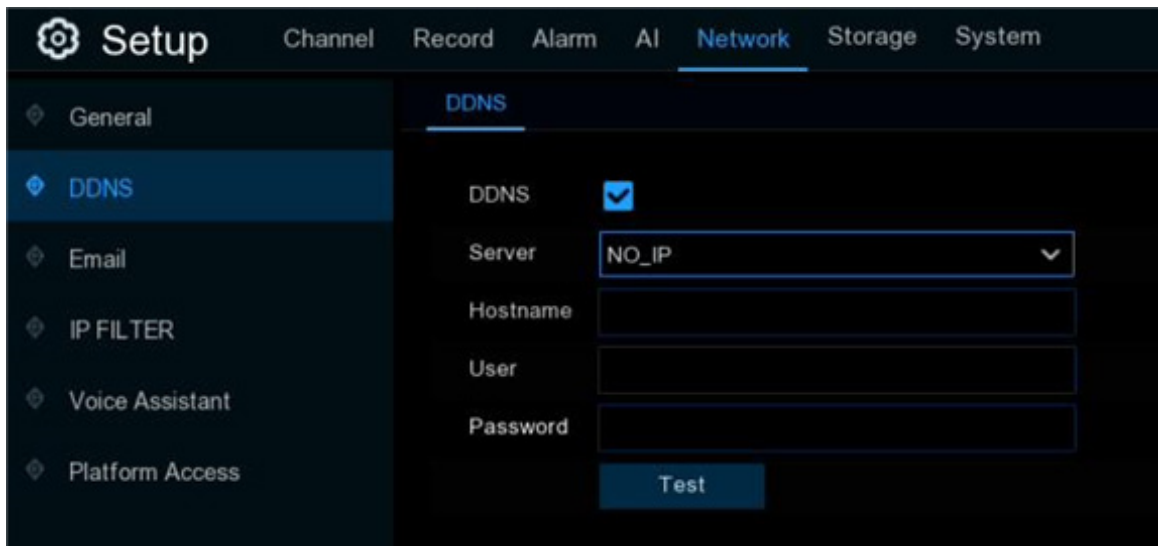 Setup Channel Record Alarm AI Network Storage System
General
DDNS
Email
IP FILTER
Voice Assistant
Platform Access
DDNS
DDNS
Server NO_IP
Hostname
User
Password
Test